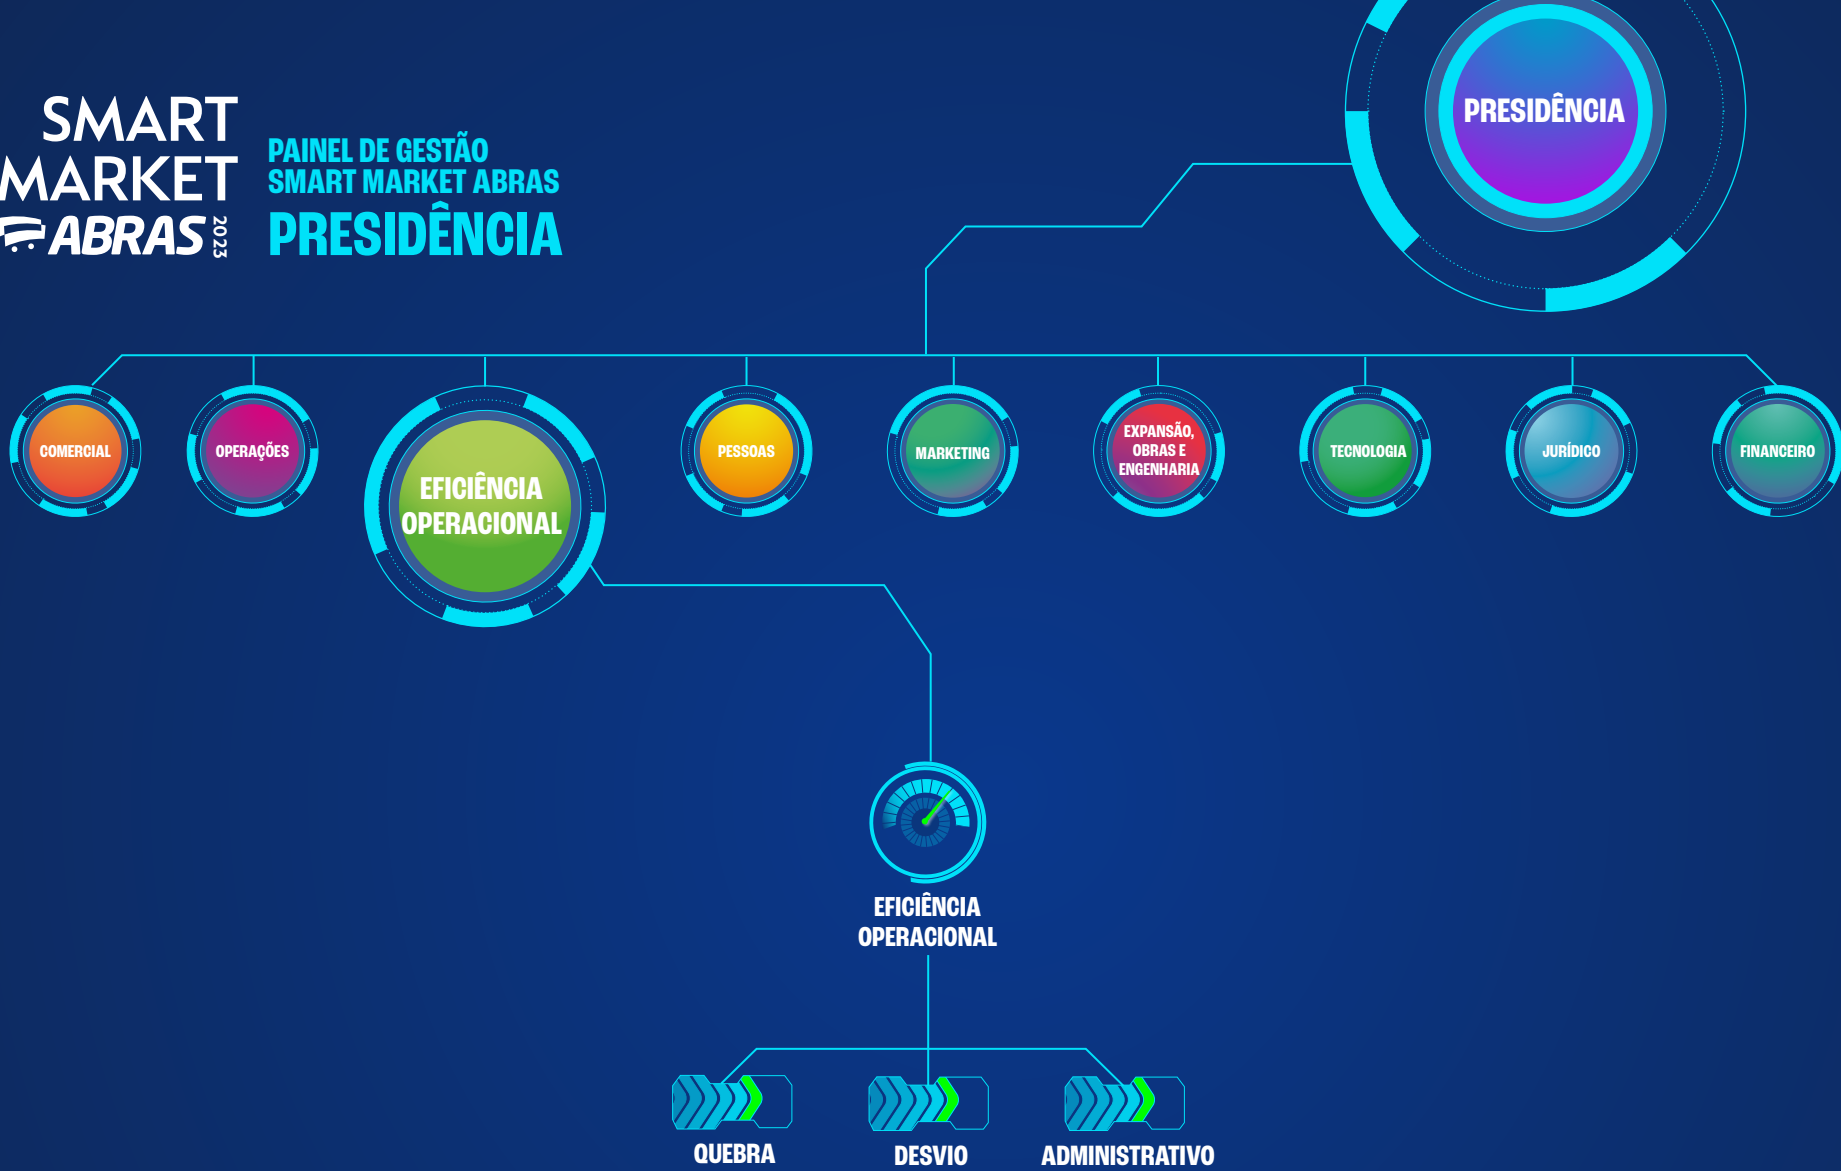 SMART
MARKET
ABRAS 2023
PAINEL DE GESTÃO
SMART MARKET ABRAS
PRESIDÊNCIA
PRESIDÊNCIA
COMERCIAL
OPERAÇÕES
EFICIÊNCIA
OPERACIONAL
PESSOAS
MARKETING
EXPANSÃO,
OBRAS E
ENGENHARIA
TECNOLOGIA
JURÍDICO
FINANCEIRO
EFICIÊNCIA
OPERACIONAL
QUEBRA
DESVIO
ADMINISTRATIVO